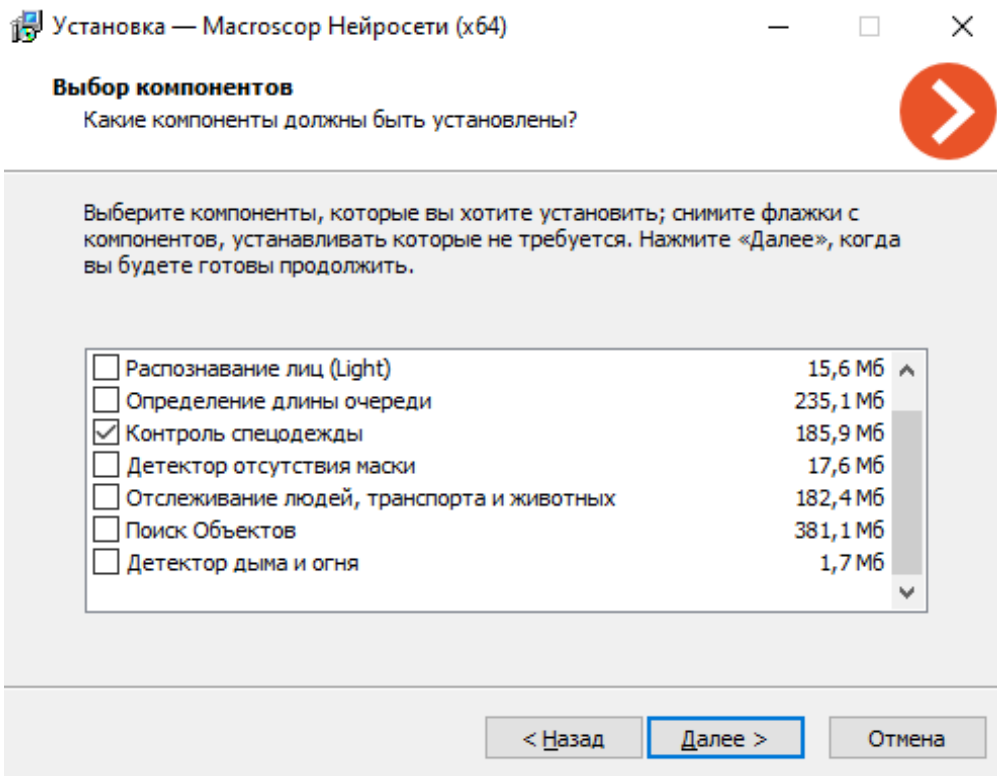 Установка — Macroscop Нейросети (x64)
Выбор компонентов
Какие компоненты должны быть установлены?
Выберите компоненты, которые вы хотите установить; снимите флажки с
компонентов, устанавливать которые не требуется. Нажмите «Далее», когда
вы будете готовы продолжить.
Распознавание лиц (Light) 15,6 Мб
Определение длины очереди 235,1 Мб
Контроль спецодежды 185,9 Мб
Детектор отсутствия маски 17,6 Мб
Отслеживание людей, транспорта и животных 182,4 Мб
Поиск Объектов 381,1 Мб
Детектор дыма и огня 1,7 Мб
< Назад Далее > Отмена